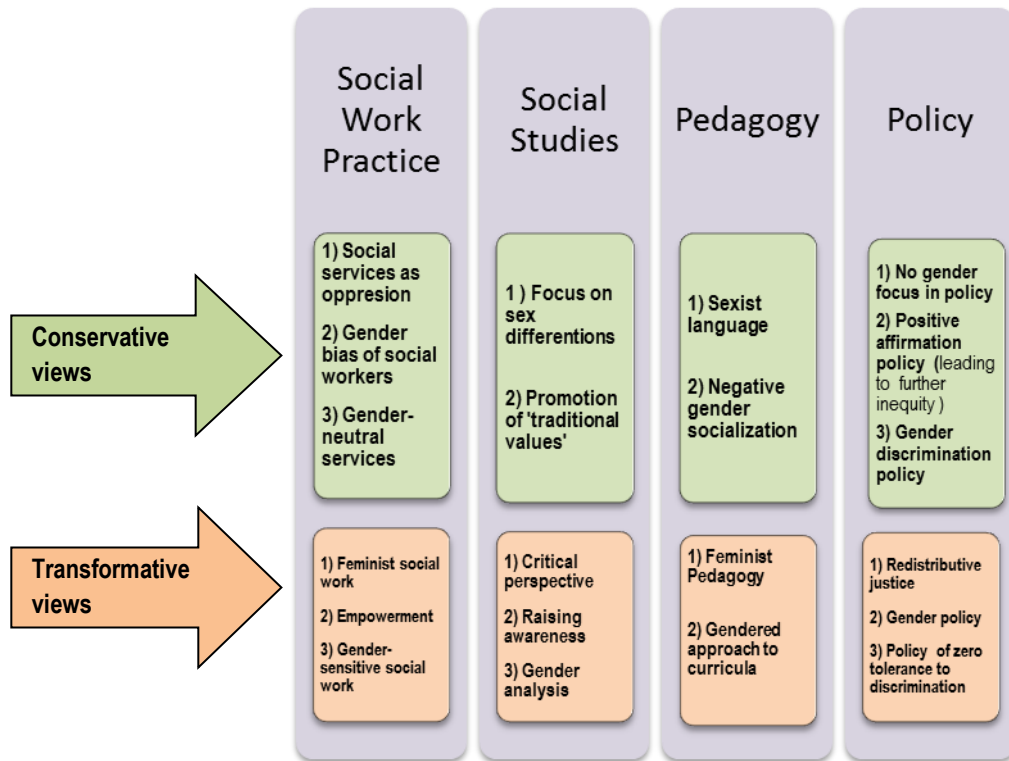 Social
Work
Practice
Social
Studies
Pedagogy
Policy
Conservative
views
1) Social
services as
oppresion
2) Gender
bias of social
workers
3) Gender-
neutral
services
1 ) Focus on
sex
differentions
2) Promotion
of 'traditional
values'
1) Sexist
language
2) Negative
gender
socialization
1) No gender
focus in policy
2) Positive
affirmation
policy (leading
to further
inequity )
3) Gender
discrimination
policy
Transformative
views
1) Feminist social
work
2) Empowerment
3) Gender-
sensitive social
work
1) Critical
perspective
2) Raising
awareness
3) Gender
analysis
1) Feminist
Pedagogy
2) Gendered
approach to
curricula
1) Redistributive
justice
2) Gender policy
3) Policy of zero
tolerance to
discrimination